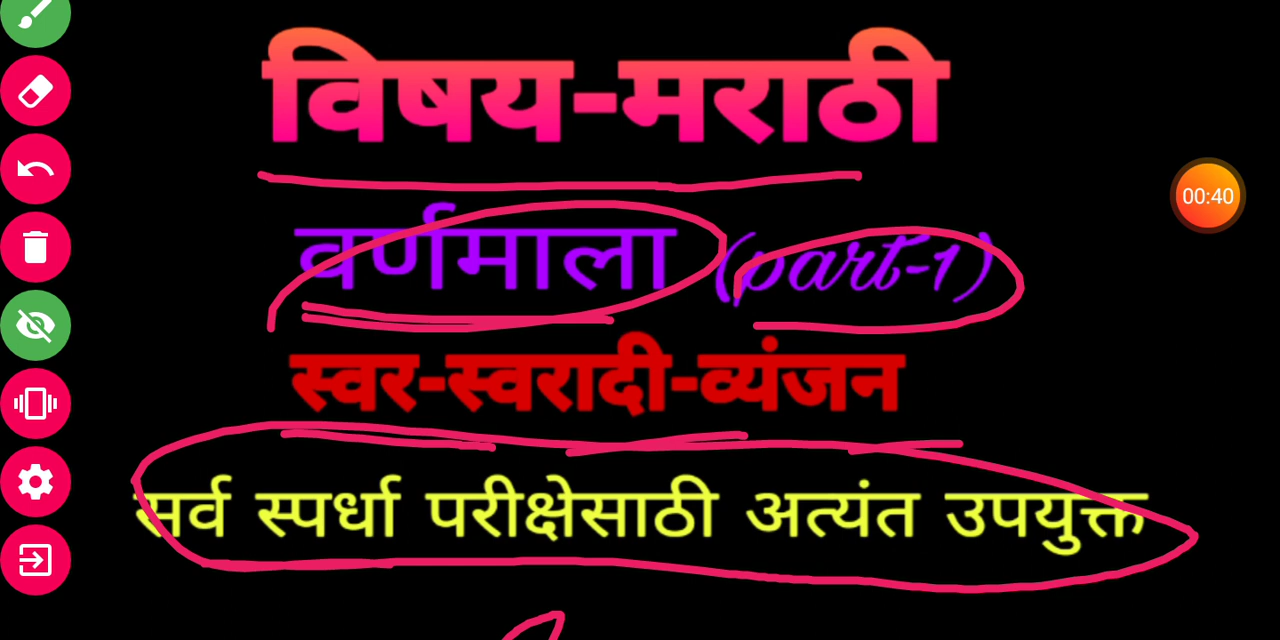 विषय-मराठी
वर्णमाला (part-1)
स्वर-स्वरादी-व्यंजन
सर्व स्पर्धा परीक्षेसाठी अत्यंत उपयुक्त
00:40